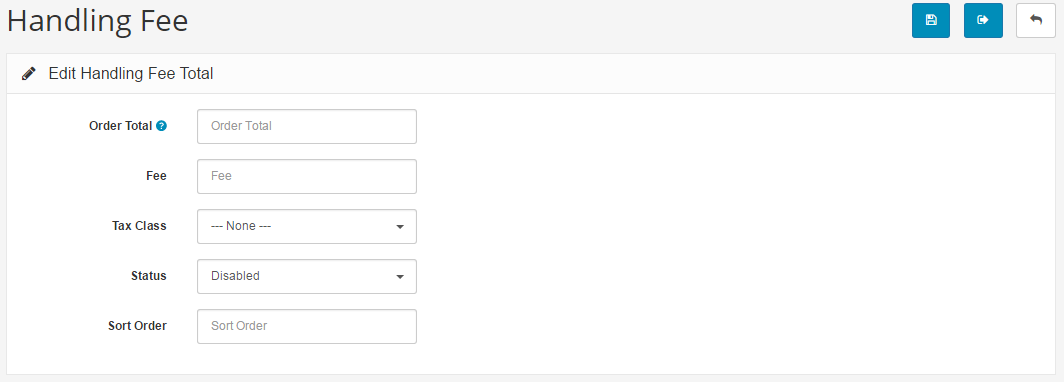 Handling Fee
Edit Handling Fee Total
Order Total ? Order Total
Fee Fee
Tax Class --- None ---
Status Disabled
Sort Order Sort Order